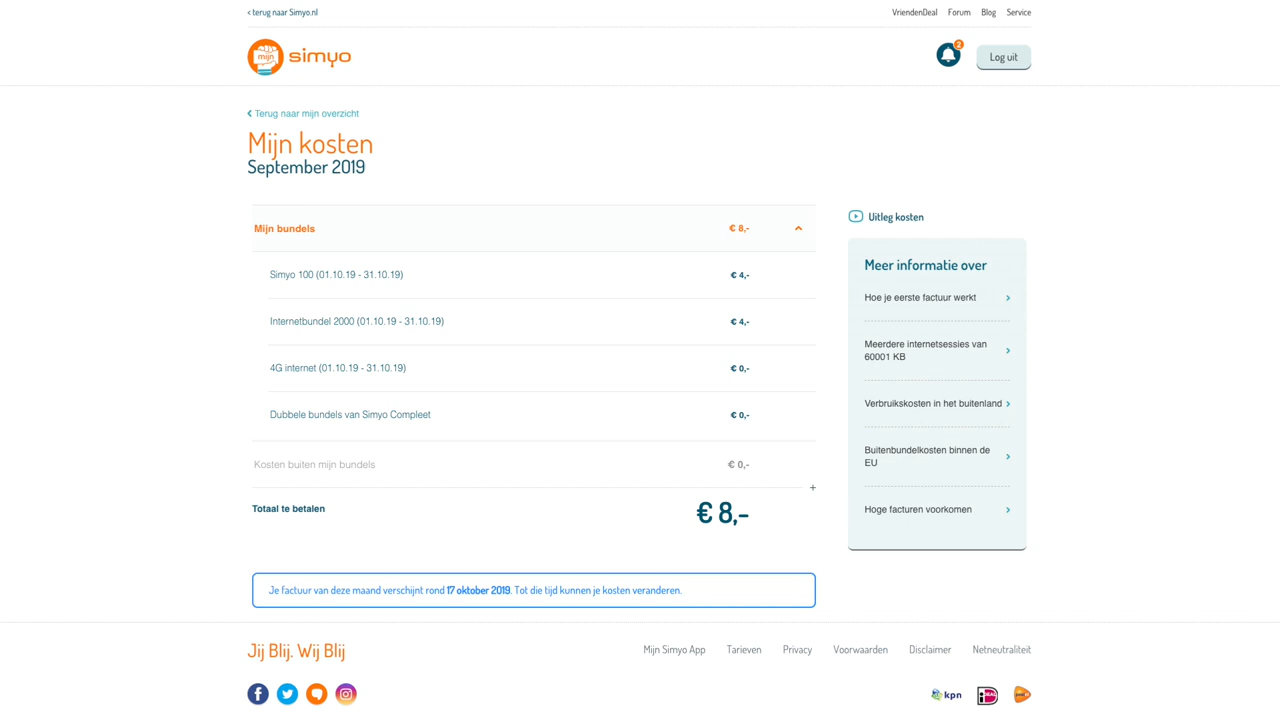 < terug naar Simyo.nl
VriendenDeal Forum Blog Service
mijn simyo
2
Log uit
Terug naar mijn overzicht
Mijn kosten
September 2019
Mijn bundels € 8,-
Simyo 100 (01.10.19 - 31.10.19) € 4,-
Internetbundel 2000 (01.10.19 - 31.10.19) € 4,-
4G internet (01.10.19 - 31.10.19) € 0,-
Dubbele bundels van Simyo Compleet € 0,-
Kosten buiten mijn bundels € 0,-
Totaal te betalen € 8,-
Je factuur van deze maand verschijnt rond 17 oktober 2019. Tot die tijd kunnen je kosten veranderen.
Uitleg kosten
Meer informatie over
Hoe je eerste factuur werkt
Meerdere internetsessies van
60001 KB
Verbruikskosten in het buitenland
Buitenbundelkosten binnen de
EU
Hoge facturen voorkomen
Jij Blij. Wij Blij
Mijn Simyo App Tarieven Privacy Voorwaarden Disclaimer Netneutraliteit
kpn